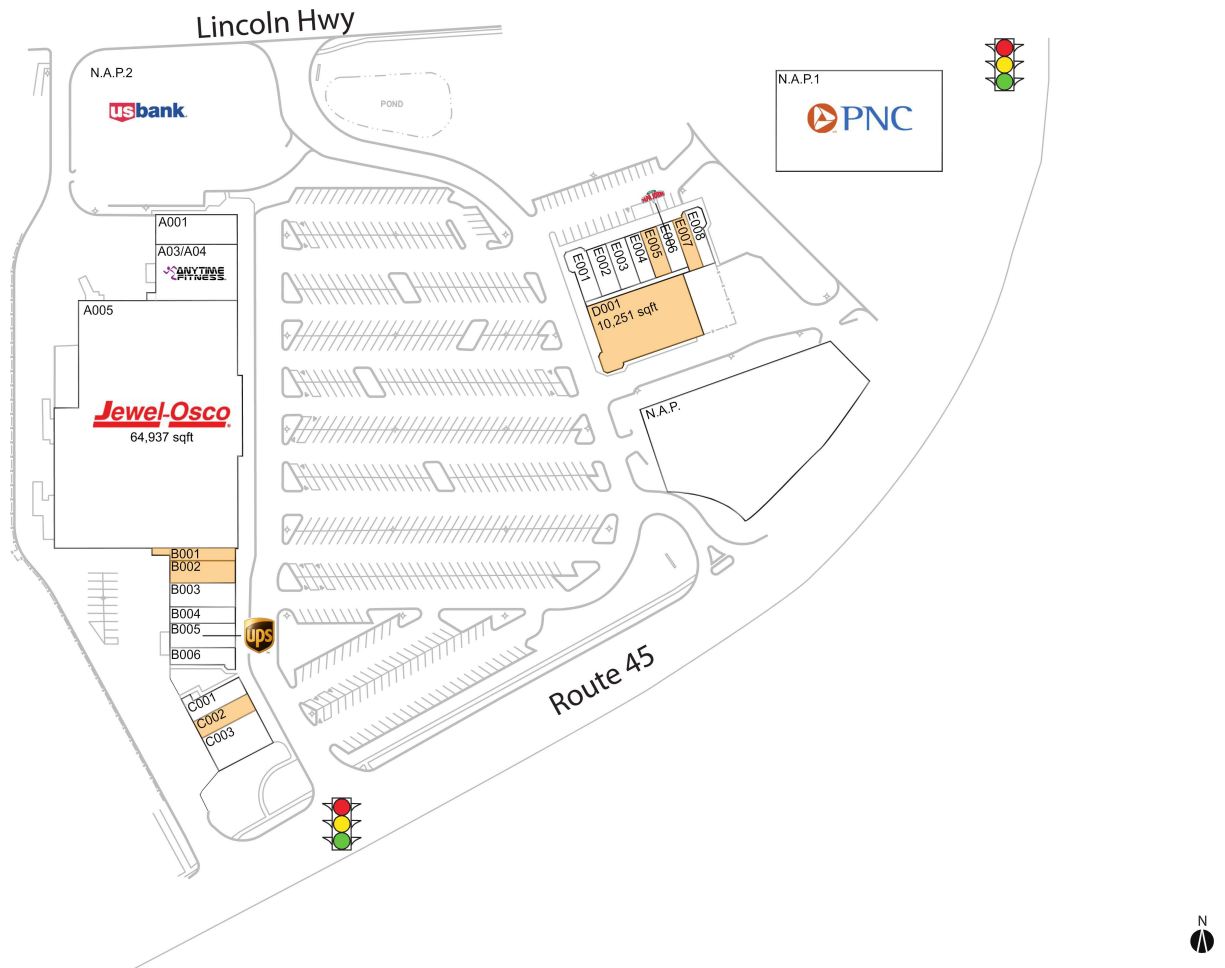 Lincoln Hwy
N.A.P.2
usbank
POND
N.A.P.1
PNC
A001
A03/A04
ANYTIME
FITNESS
A005
Jewel-Osco
64,937 sqft
E001
E002
E003
E004
E005
E006
E007
E008
D001
10,251 sqft
N.A.P.
B001
B002
B003
B004
B005
ups
B006
C001
C002
C003
Route 45
N